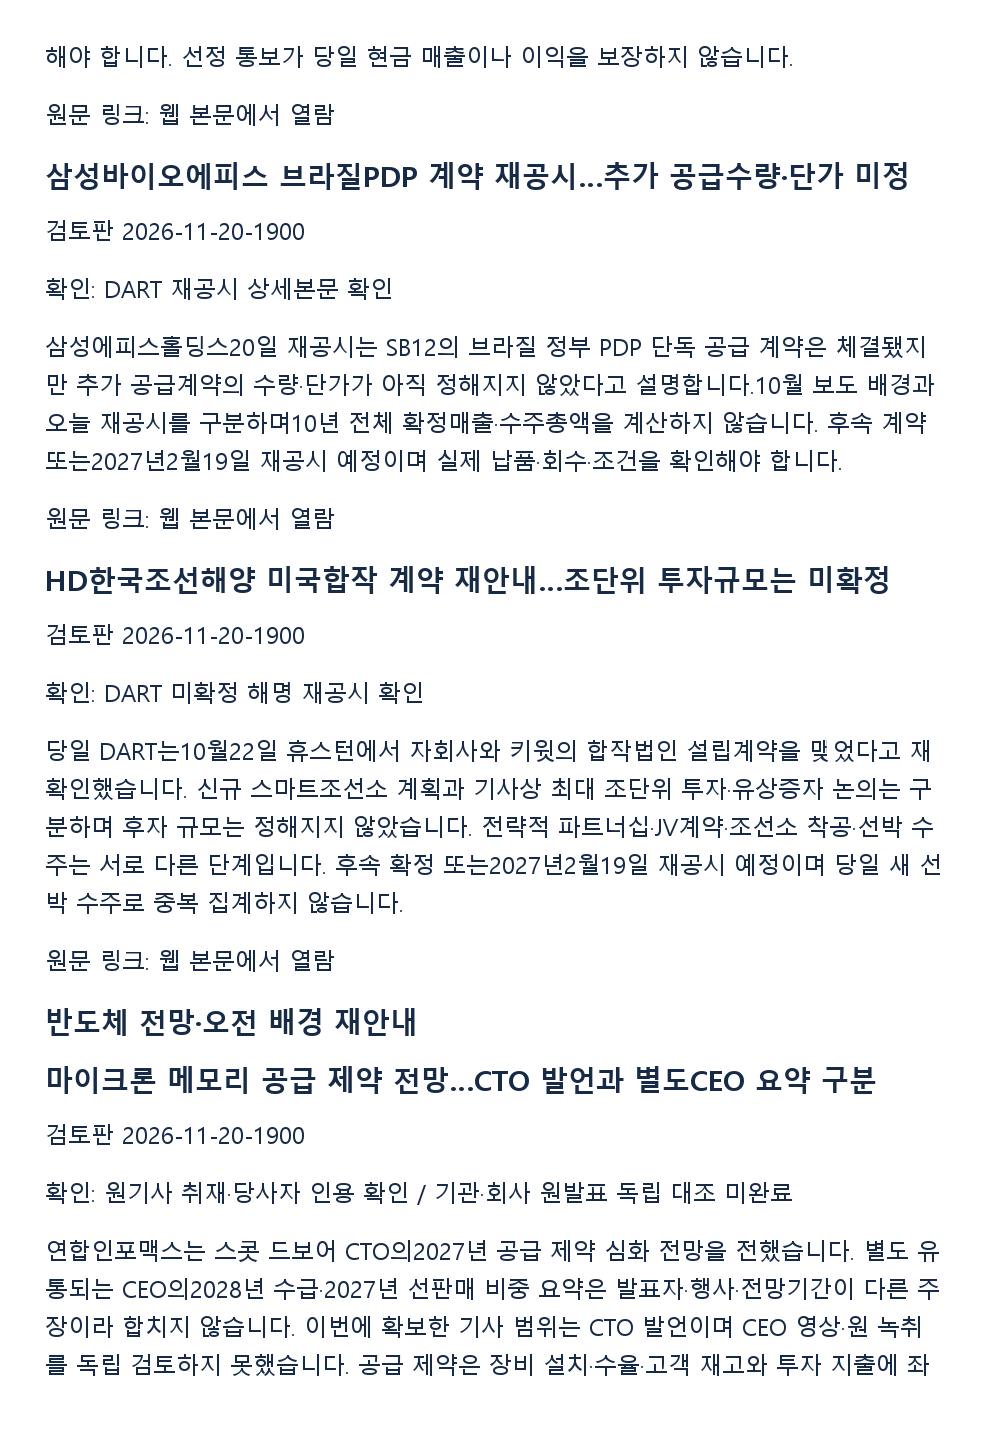 해야 합니다. 선정 통보가 당일 현금 매출이나 이익을 보장하지 않습니다.
원문 링크: 웹 본문에서 열람
삼성바이오에피스 브라질PDP 계약 재공시…추가 공급수량·단가 미정
검토판 2026-11-20-1900
확인: DART 재공시 상세본문 확인
삼성에피스홀딩스20일 재공시는 SB12의 브라질 정부 PDP 단독 공급 계약은 체결됐지
만 추가 공급계약의 수량·단가가 아직 정해지지 않았다고 설명합니다.10월 보도 배경과
오늘 재공시를 구분하며10년 전체 확정매출·수주총액을 계산하지 않습니다. 후속 계약
또는2027년2월19일 재공시 예정이며 실제 납품·회수·조건을 확인해야 합니다.
원문 링크: 웹 본문에서 열람
HD한국조선해양 미국합작 계약 재안내…조단위 투자규모는 미확정
검토판 2026-11-20-1900
확인: DART 미확정 해명 재공시 확인
당일 DART는10월22일 휴스턴에서 자회사와 키윗의 합작법인 설립계약을 맺었다고 재
확인했습니다. 신규 스마트조선소 계획과 기사상 최대 조단위 투자·유상증자 논의는 구
분하며 후자 규모는 정해지지 않았습니다. 전략적 파트너십·JV계약·조선소 착공·선박 수
주는 서로 다른 단계입니다. 후속 확정 또는2027년2월19일 재공시 예정이며 당일 새 선
박 수주로 중복 집계하지 않습니다.
원문 링크: 웹 본문에서 열람
반도체 전망·오전 배경 재안내
마이크론 메모리 공급 제약 전망…CTO 발언과 별도CEO 요약 구분
검토판 2026-11-20-1900
확인: 원기사 취재·당사자 인용 확인 / 기관·회사 원발표 독립 대조 미완료
연합인포맥스는 스콧 드보어 CTO의2027년 공급 제약 심화 전망을 전했습니다. 별도 유
통되는 CEO의2028년 수급·2027년 선판매 비중 요약은 발표자·행사·전망기간이 다른 주
장이라 합치지 않습니다. 이번에 확보한 기사 범위는 CTO 발언이며 CEO 영상·원 녹취
를 독립 검토하지 못했습니다. 공급 제약은 장비 설치·수율·고객 재고와 투자 지출에 좌